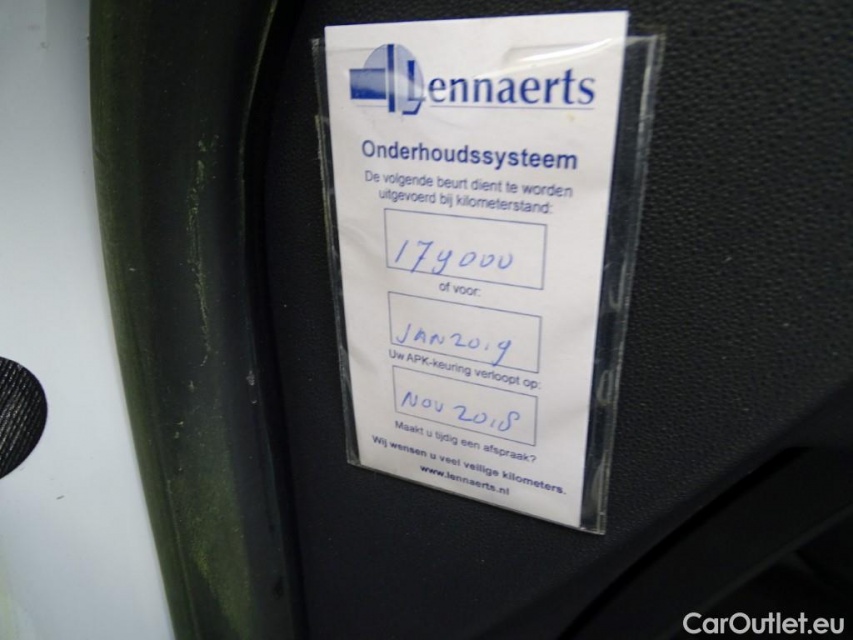 Lennaerts
Onderhoudssysteem
De volgende beurt dient te worden
uitgevoerd bij kilometerstand:
179000
of voor:
JAN 2019
Uw APK-keuring verloopt op:
NOV 2018
Maakt u tijdig een afspraak?
Wij wensen u veel veilige kilometers.
www.lennaerts.nl
CarOutlet.eu